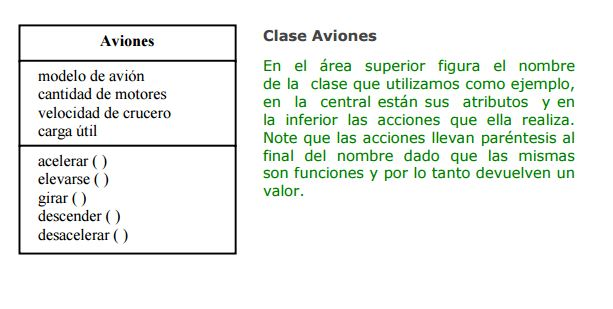 Aviones
modelo de avión
cantidad de motores
velocidad de crucero
carga útil
acelerar ( )
elevarse ( )
girar ( )
descender ( )
desacelerar ( )
Clase Aviones
En el área superior figura el nombre
de la clase que utilizamos como ejemplo,
en la central están sus atributos y en
la inferior las acciones que ella realiza.
Note que las acciones llevan paréntesis al
final del nombre dado que las mismas
son funciones y por lo tanto devuelven un
valor.